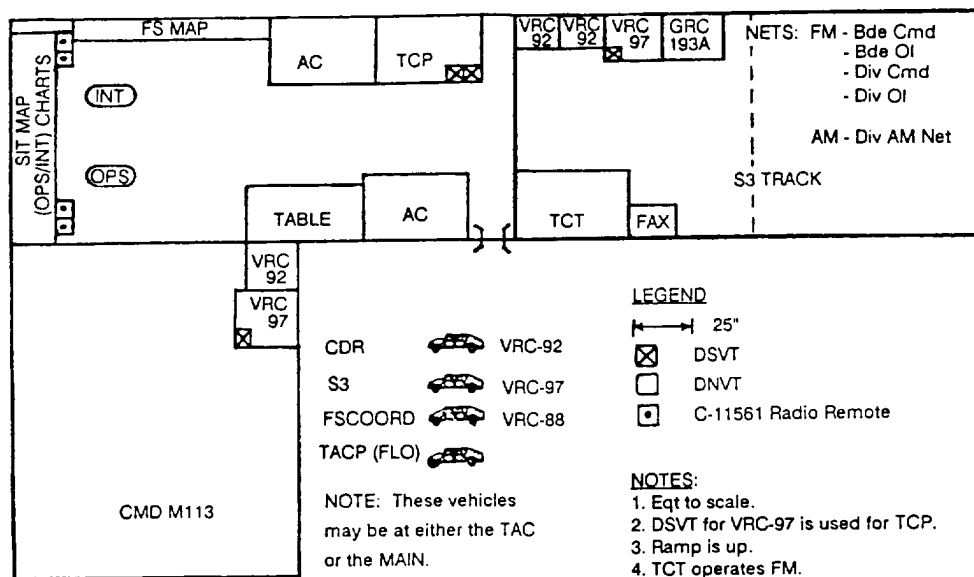 FS MAP
AC
TCP
VRC
92
VRC
92
VRC
97
GRC
193A
NETS: FM - Bde Cmd
- Bde OI
- Div Cmd
- Div OI
AM - Div AM Net
SIT MAP
(OPS/INT) CHARTS
INT
OPS
TABLE
AC
TCT
FAX
S3 TRACK
VRC
92
VRC
97
CMD M113
CDR VRC-92
S3 VRC-97
FSCOORD VRC-88
TACP (FLO)
NOTE: These vehicles
may be at either the TAC
or the MAIN.
LEGEND
25"
DSVT
DNVT
C-11561 Radio Remote
NOTES:
1. Eqt to scale.
2. DSVT for VRC-97 is used for TCP.
3. Ramp is up.
4. TCT operates FM.